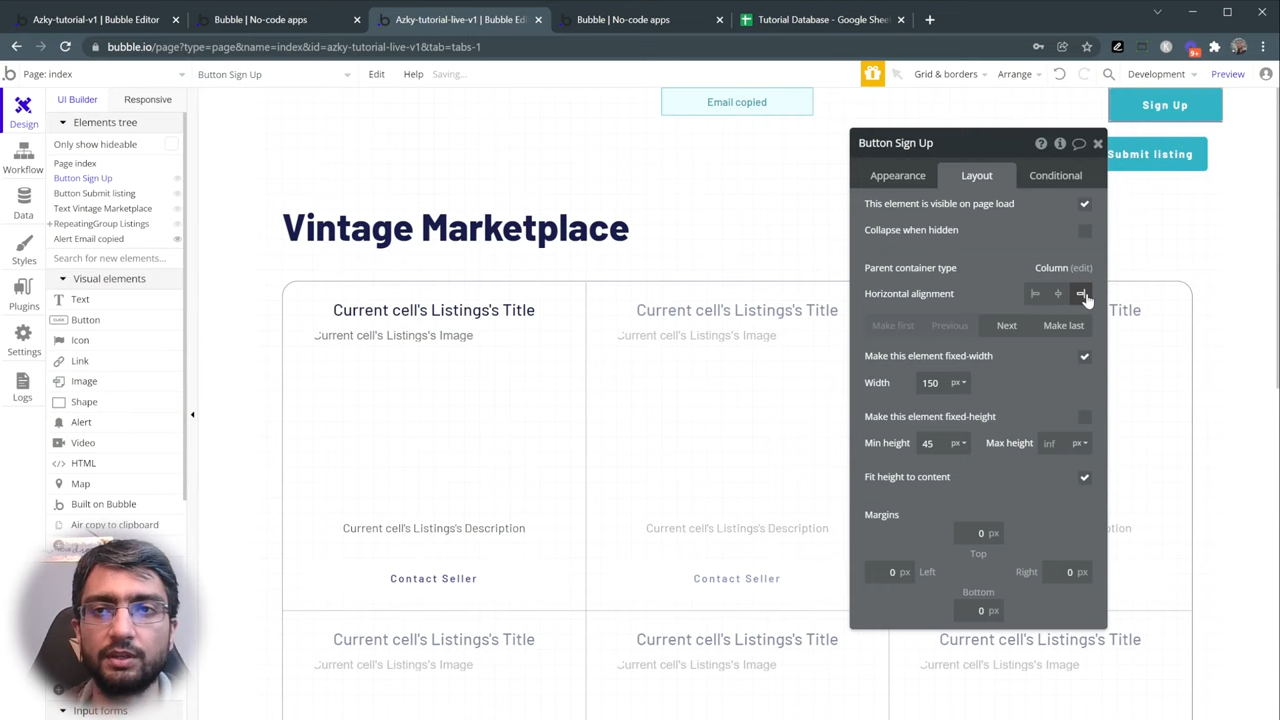 Azky-tutorial-live-v1 | Bubble Editor
Bubble | No-code apps
Azky-tutorial-live-v1 | Bubble Edi
Bubble | No-code apps
Tutorial Database - Google Shee
bubble.io/page?type=page&name=index&id=azky-tutorial-live-v1&tab=tabs-1
9+
Page: index
Button Sign Up
Edit
Help
Saving...
Grid & borders
Arrange
Development
Preview
Design
Workflow
Data
Styles
Plugins
Settings
Logs
UI Builder
Responsive
Elements tree
Only show hideable
Page index
Button Sign Up
Button Submit listing
Text Vintage Marketplace
RepeatingGroup Listings
Alert Email copied
Search for new elements...
Visual elements
Text
CLICK
Button
Icon
Link
Image
Shape
Alert
Video
HTML
Map
Built on Bubble
Air copy to clipboard
Input forms
Email copied
Sign Up
Submit listing
Vintage Marketplace
Current cell's Listings's Title
Current cell's Listings's Title
Title
Current cell's Listings's Image
Current cell's Listings's Image
Current cell's Listings's Description
Current cell's Listings's Description
Contact Seller
Contact Seller
Current cell's Listings's Title
Current cell's Listings's Title
Current cell's Listings's Title
Current cell's Listings's Image
Current cell's Listings's Image
Current cell's Listings's Image
Button Sign Up
Appearance
Layout
Conditional
This element is visible on page load
Collapse when hidden
Parent container type
Column (edit)
Horizontal alignment
Make first
Previous
Next
Make last
Make this element fixed-width
Width
150 px
Make this element fixed-height
Min height
45 px
Max height
inf px
Fit height to content
Margins
0 px
Top
0 px
Left
Right
0 px
Bottom
0 px